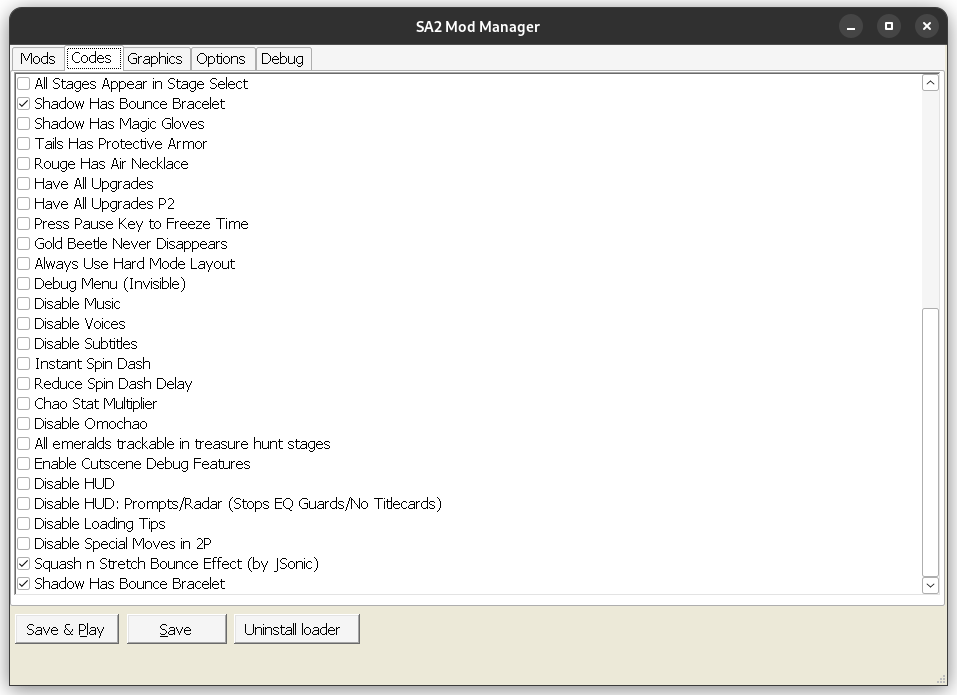 SA2 Mod Manager
Mods Codes Graphics Options Debug
All Stages Appear in Stage Select
Shadow Has Bounce Bracelet
Shadow Has Magic Gloves
Tails Has Protective Armor
Rouge Has Air Necklace
Have All Upgrades
Have All Upgrades P2
Press Pause Key to Freeze Time
Gold Beetle Never Disappears
Always Use Hard Mode Layout
Debug Menu (Invisible)
Disable Music
Disable Voices
Disable Subtitles
Instant Spin Dash
Reduce Spin Dash Delay
Chao Stat Multiplier
Disable Omochao
All emeralds trackable in treasure hunt stages
Enable Cutscene Debug Features
Disable HUD
Disable HUD: Prompts/Radar (Stops EQ Guards/No Titlecards)
Disable Loading Tips
Disable Special Moves in 2P
Squash n Stretch Bounce Effect (by JSonic)
Shadow Has Bounce Bracelet
Save & Play Save Uninstall loader